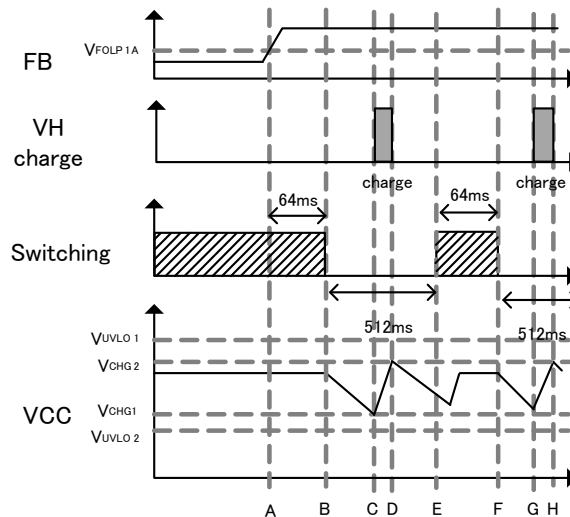 FB
VFOLP1A
VH
charge
charge
charge
Switching
64ms
64ms
512ms
512ms
VCC
VUVLO1
VCHG2
VCHG1
VUVLO2
A B C D E F G H